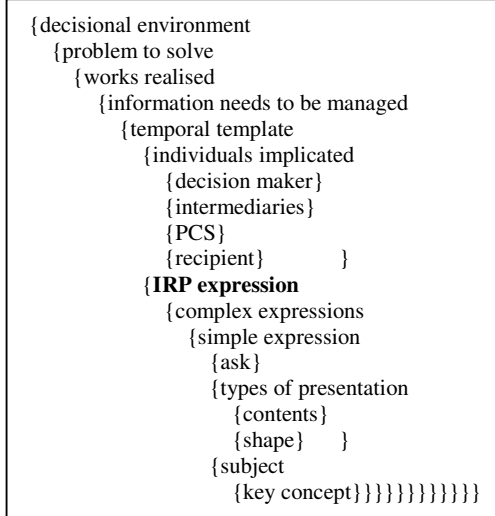 {decisional environment
{problem to solve
{works realised
{information needs to be managed
{temporal template
{individuals implicated
{decision maker}
{intermediaries}
{PCS}
{recipient} }
{IRP expression
{complex expressions
{simple expression
{ask}
{types of presentation
{contents}
{shape} }
{subject
{key concept}}}}}}}}}}}}